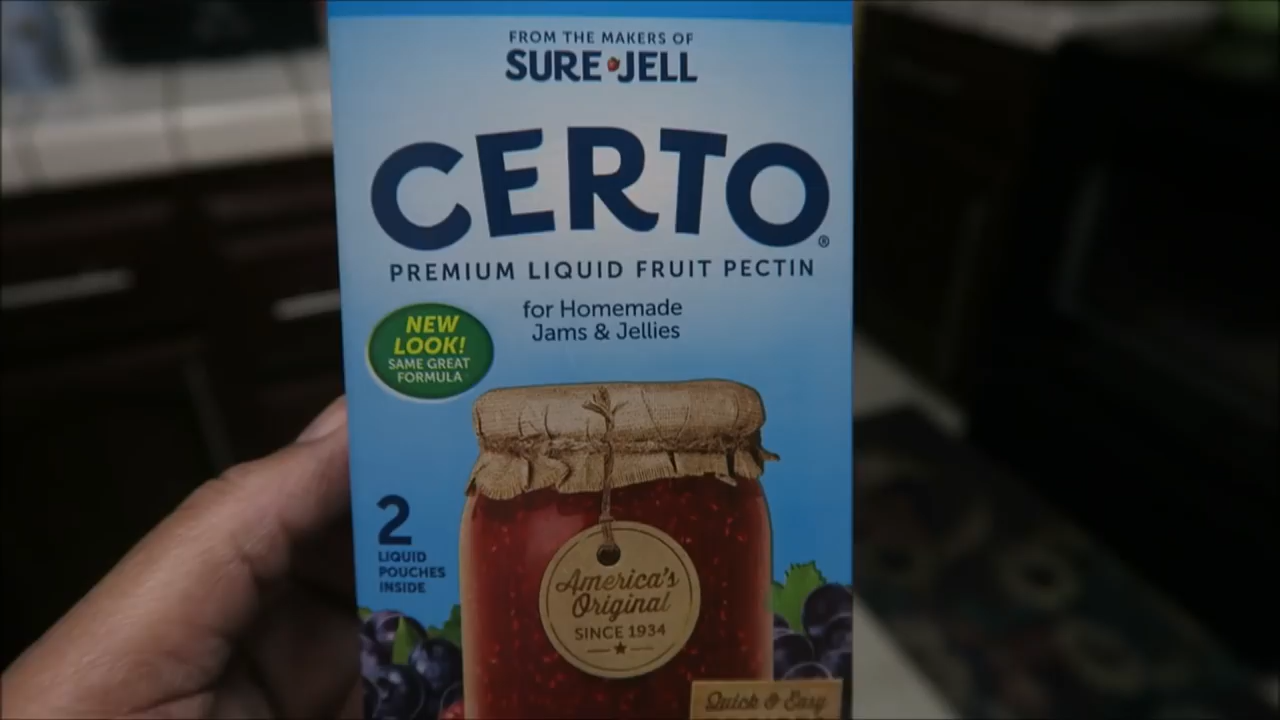 FROM THE MAKERS OF
SURE JELL
CERTO®
PREMIUM LIQUID FRUIT PECTIN
for Homemade
Jams & Jellies
NEW
LOOK!
SAME GREAT
FORMULA
2
LIQUID
POUCHES
INSIDE
America's
Original
SINCE 1934
Quick & Easy